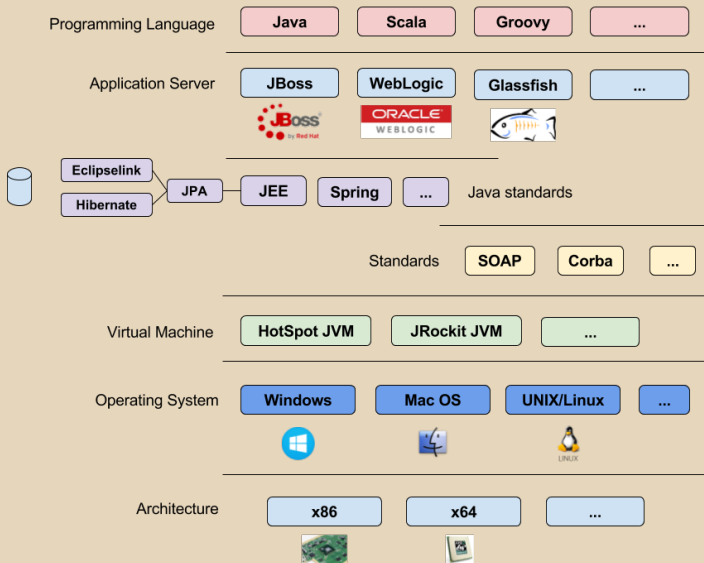 Programming Language Java Scala Groovy ...
Application Server JBoss WebLogic Glassfish ...
JBoss by Red Hat
ORACLE
WEBLOGIC
Eclipselink
Hibernate
JPA JEE Spring ... Java standards
Standards SOAP Corba ...
Virtual Machine HotSpot JVM JRockit JVM ...
Operating System Windows Mac OS UNIX/Linux ...
LINUX
Architecture x86 x64 ...